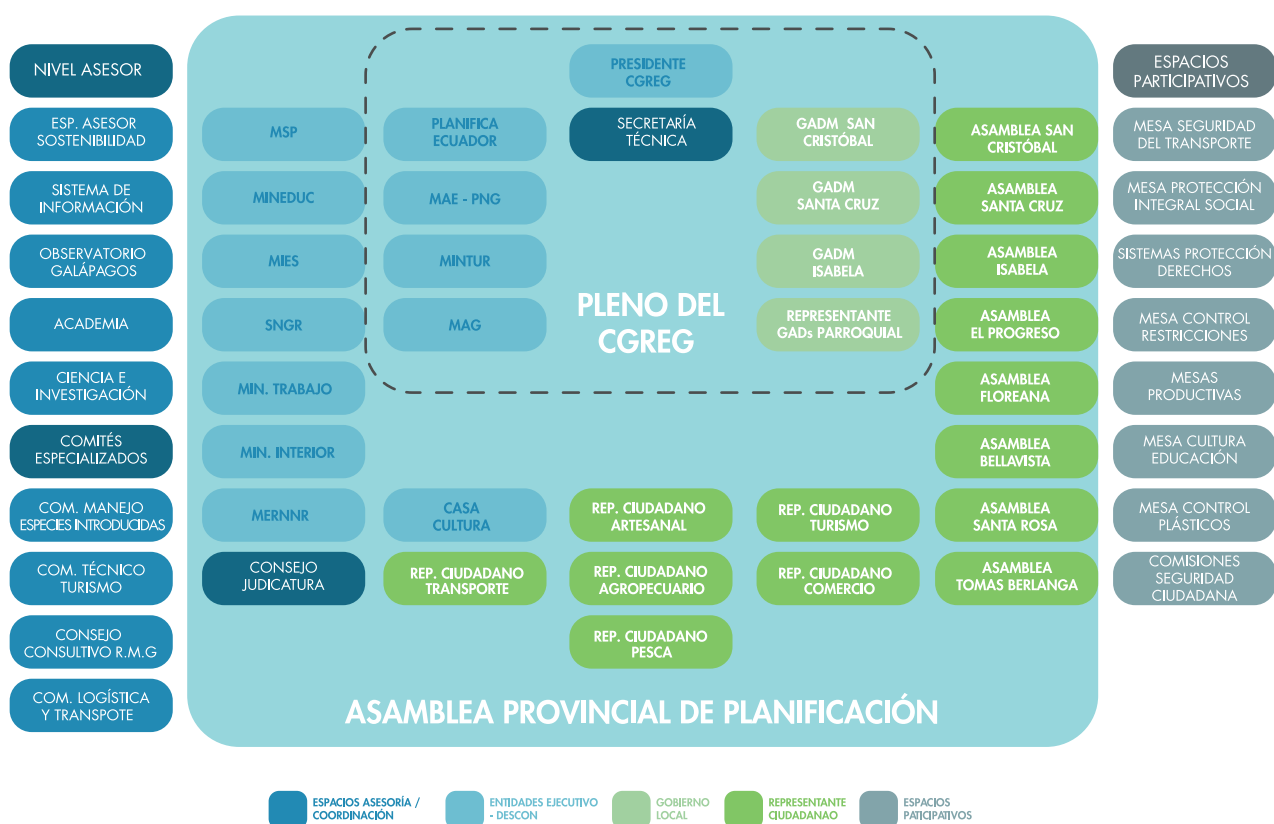 NIVEL ASESOR
ESP. ASESOR
SOSTENIBILIDAD
SISTEMA DE
INFORMACIÓN
OBSERVATORIO
GALÁPAGOS
ACADEMIA
CIENCIA E
INVESTIGACIÓN
COMITÉS
ESPECIALIZADOS
COM. MANEJO
ESPECIES INTRODUCIDAS
COM. TÉCNICO
TURISMO
CONSEJO
CONSULTIVO R.M.G
COM. LOGÍSTICA
Y TRANSPOTE
MSP
MINEDUC
MIES
SNGR
MIN. TRABAJO
MIN. INTERIOR
MERNNR
CONSEJO
JUDICATURA
PLANIFICA
ECUADOR
MAE - PNG
MINTUR
MAG
CASA
CULTURA
REP. CIUDADANO
TRANSPORTE
PRESIDENTE
CGREG
SECRETARÍA
TÉCNICA
PLENO DEL
CGREG
REP. CIUDADANO
ARTESANAL
REP. CIUDADANO
AGROPECUARIO
REP. CIUDADANO
PESCA
GADM SAN
CRISTÓBAL
GADM
SANTA CRUZ
GADM
ISABELA
REPRESENTANTE
GADs PARROQUIAL
REP. CIUDADANO
TURISMO
REP. CIUDADANO
COMERCIO
ASAMBLEA SAN
CRISTÓBAL
ASAMBLEA
SANTA CRUZ
ASAMBLEA
ISABELA
ASAMBLEA
EL PROGRESO
ASAMBLEA
FLOREANA
ASAMBLEA
BELLAVISTA
ASAMBLEA
SANTA ROSA
ASAMBLEA
TOMAS BERLANGA
ASAMBLEA PROVINCIAL DE PLANIFICACIÓN
ESPACIOS
PARTICIPATIVOS
MESA SEGURIDAD
DEL TRANSPORTE
MESA PROTECCIÓN
INTEGRAL SOCIAL
SISTEMAS PROTECCIÓN
DERECHOS
MESA CONTROL
RESTRICCIONES
MESAS
PRODUCTIVAS
MESA CULTURA
EDUCACIÓN
MESA CONTROL
PLÁSTICOS
COMISIONES
SEGURIDAD
CIUDADANA
ESPACIOS ASESORÍA /
COORDINACIÓN
ENTIDADES EJECUTIVO
- DESCON
GOBIERNO
LOCAL
REPRESENTANTE
CIUDADANAO
ESPACIOS
PATICIPATIVOS